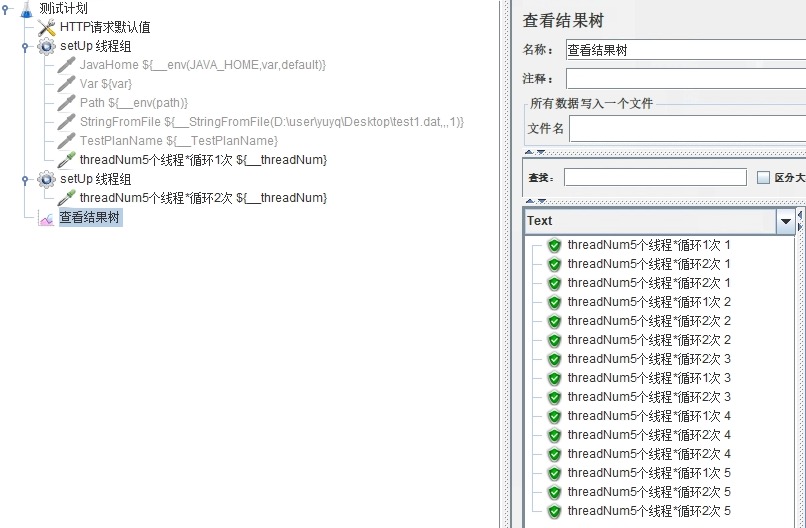 测试计划
HTTP请求默认值
setUp 线程组
JavaHome ${__env(JAVA_HOME,var,default)}
Var ${var}
Path ${__env(path)}
StringFromFile ${__StringFromFile(D:\user\yuyq\Desktop\test1.dat,,,1)}
TestPlanName ${__TestPlanName}
threadNum5个线程*循环1次 ${__threadNum}
setUp 线程组
threadNum5个线程*循环2次 ${__threadNum}
查看结果树
查看结果树
名称: 查看结果树
注释:
所有数据写入一个文件
文件名
查找: 区分大
Text
threadNum5个线程*循环1次 1
threadNum5个线程*循环2次 1
threadNum5个线程*循环2次 1
threadNum5个线程*循环1次 2
threadNum5个线程*循环2次 2
threadNum5个线程*循环2次 2
threadNum5个线程*循环2次 3
threadNum5个线程*循环1次 3
threadNum5个线程*循环2次 3
threadNum5个线程*循环1次 4
threadNum5个线程*循环2次 4
threadNum5个线程*循环2次 4
threadNum5个线程*循环1次 5
threadNum5个线程*循环2次 5
threadNum5个线程*循环2次 5